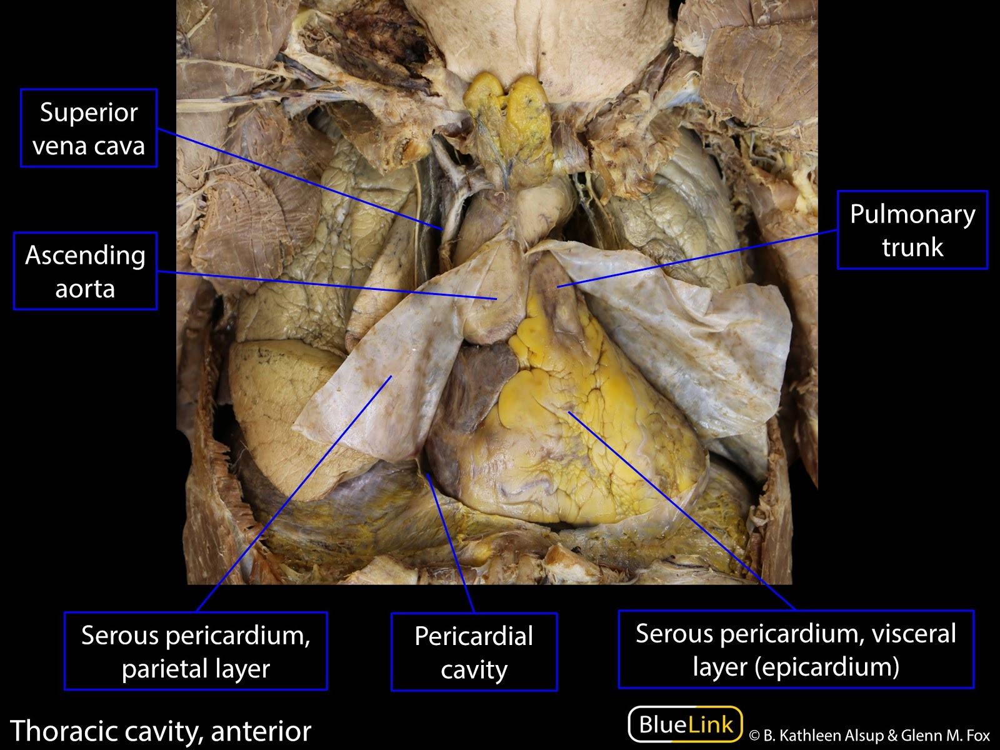 Superior
vena cava
Ascending
aorta
Pulmonary
trunk
Serous pericardium,
parietal layer
Pericardial
cavity
Serous pericardium, visceral
layer (epicardium)
Thoracic cavity, anterior
BlueLink
© B. Kathleen Alsup & Glenn M. Fox